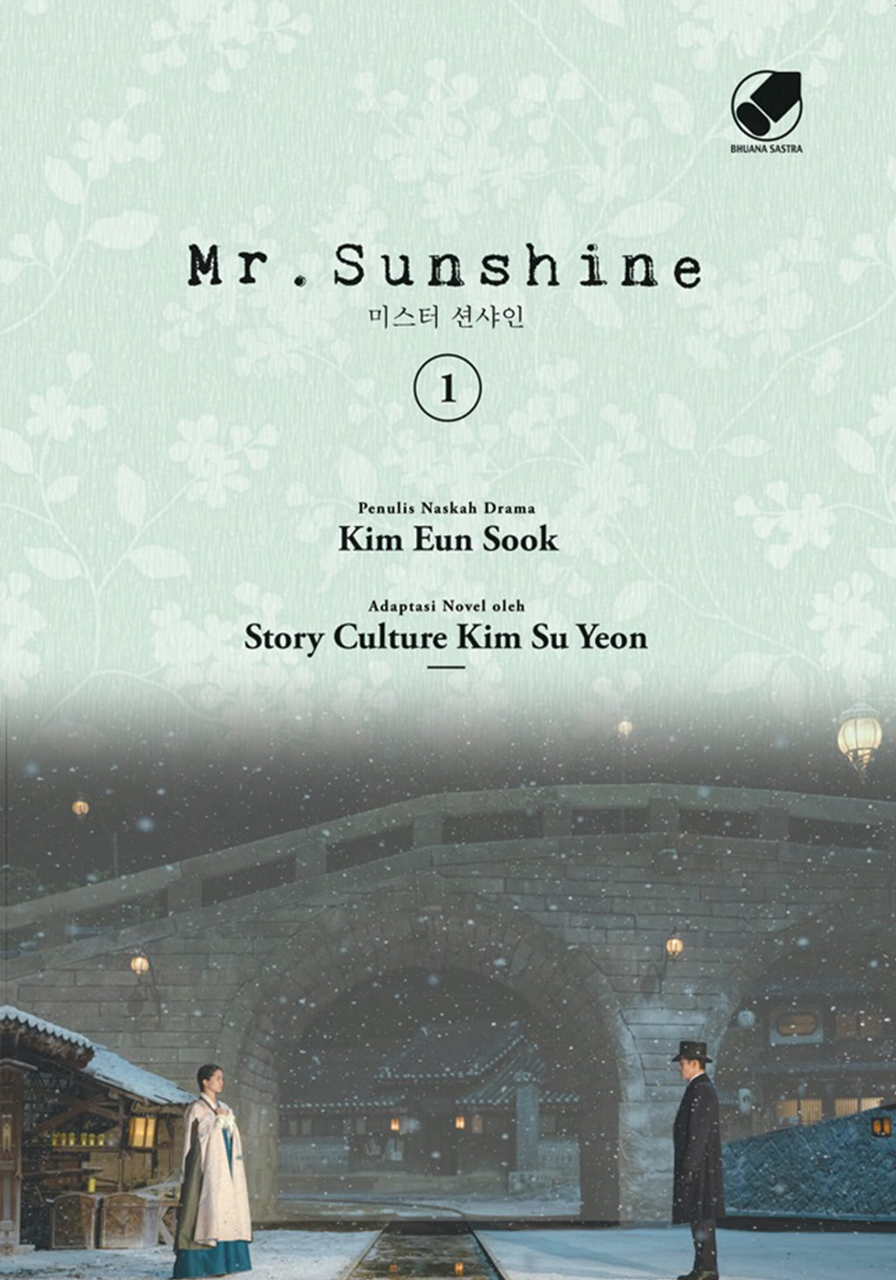 BHUANA SASTRA
Mr. Sunshine
미스터 션샤인
1
Penulis Naskah Drama
Kim Eun Sook
Adaptasi Novel oleh
Story Culture Kim Su Yeon